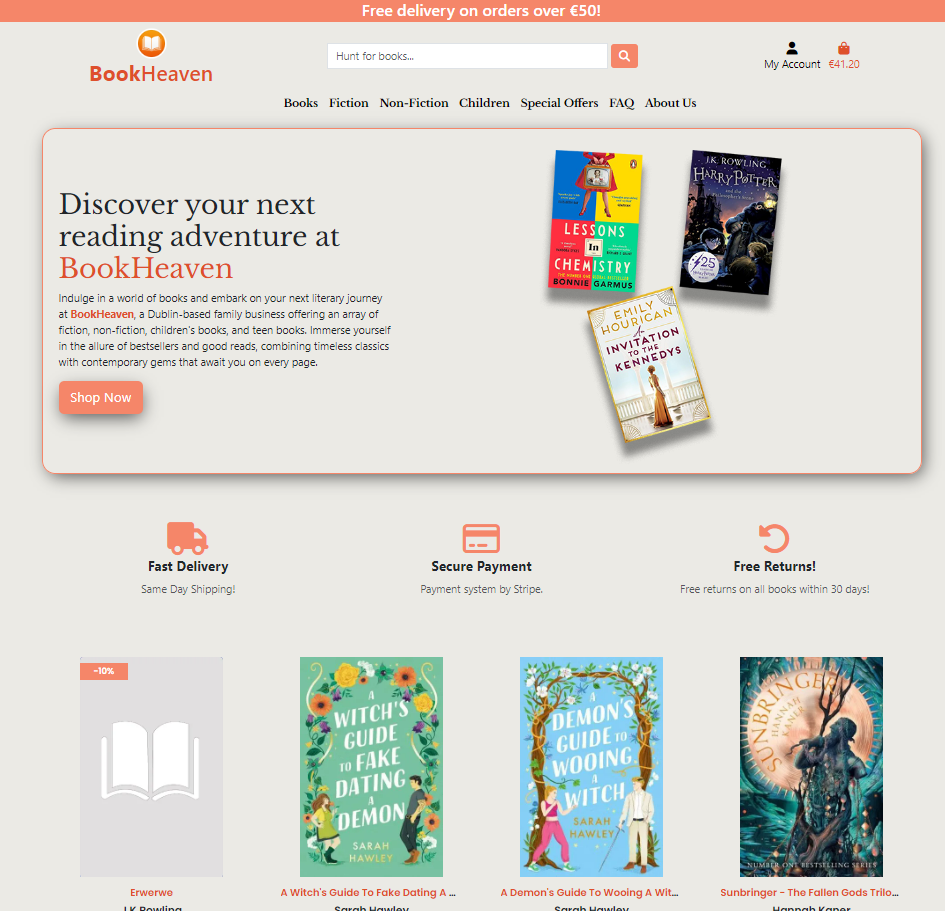 Free delivery on orders over €50!
BookHeaven
Hunt for books...
My Account €41.20
Books Fiction Non-Fiction Children Special Offers FAQ About Us
Discover your next
reading adventure at
BookHeaven
Indulge in a world of books and embark on your next literary journey
at BookHeaven, a Dublin-based family business offering an array of
fiction, non-fiction, children's books, and teen books. Immerse yourself
in the allure of bestsellers and good reads, combining timeless classics
with contemporary gems that await you on every page.
Shop Now
LESSONS
In
CHEMISTRY
BONNIE GARMUS
J.K. ROWLING
HARRY POTTER
and the
Philosopher's Stone
25
EMILY
HOURICAN
An
INVITATION
TO THE
KENNEDYS
Fast Delivery
Same Day Shipping!
Secure Payment
Payment system by Stripe.
Free Returns!
Free returns on all books within 30 days!
-10%
A
WITCH'S
GUIDE
TO FAKE
DATING
A
DEMON
SARAH
HAWLEY
A
DEMON'S
GUIDE TO
WOOING
A
WITCH
SARAH
HAWLEY
SUNBRINGER
HANNAH
KANER
NUMBER ONE BESTSELLING SERIES
Erwerwe
J.K Rowling
A Witch's Guide To Fake Dating A ...
Sarah Hawley
A Demon's Guide To Wooing A Wit...
Sarah Hawley
Sunbringer - The Fallen Gods Trilo...
Hannah Kaner